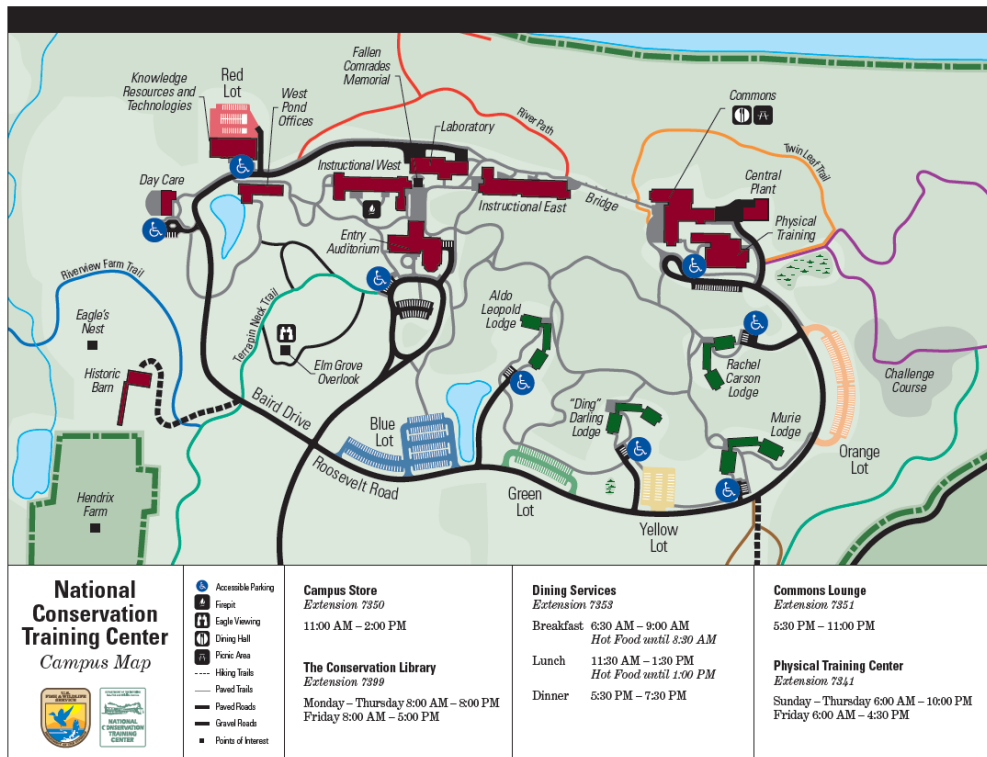 Fallen
Comrades
Memorial
Red
Lot
Knowledge
Resources and
Technologies
West
Pond
Offices
Laboratory
River Path
Commons
Twin Leaf Trail
Central
Plant
Day Care
Instructional West
Instructional East
Bridge
Physical
Training
Entry
Auditorium
Riverview Farm Trail
Terrapin Neck Trail
Eagle's
Nest
Historic
Barn
Elm Grove
Overlook
Aldo
Leopold
Lodge
Rachel
Carson
Lodge
Challenge
Course
Baird Drive
Blue
Lot
"Ding"
Darling
Lodge
Murie
Lodge
Orange
Lot
Roosevelt Road
Green
Lot
Yellow
Lot
Hendrix
Farm
National
Conservation
Training Center
Campus Map
U.S.
FISH & WILDLIFE
SERVICE
NATIONAL
CONSERVATION
TRAINING
CENTER
Accessible Parking
Firepit
Eagle Viewing
Dining Hall
Picnic Area
Hiking Trails
Paved Trails
Paved Roads
Gravel Roads
Points of Interest
Campus Store
Extension 7350
11:00 AM – 2:00 PM
The Conservation Library
Extension 7399
Monday – Thursday 8:00 AM – 8:00 PM
Friday 8:00 AM – 5:00 PM
Dining Services
Extension 7353
Breakfast 6:30 AM – 9:00 AM
Hot Food until 8:30 AM
Lunch 11:30 AM – 1:30 PM
Hot Food until 1:00 PM
Dinner 5:30 PM – 7:30 PM
Commons Lounge
Extension 7351
5:30 PM – 11:00 PM
Physical Training Center
Extension 7341
Sunday – Thursday 6:00 AM – 10:00 PM
Friday 6:00 AM – 4:30 PM